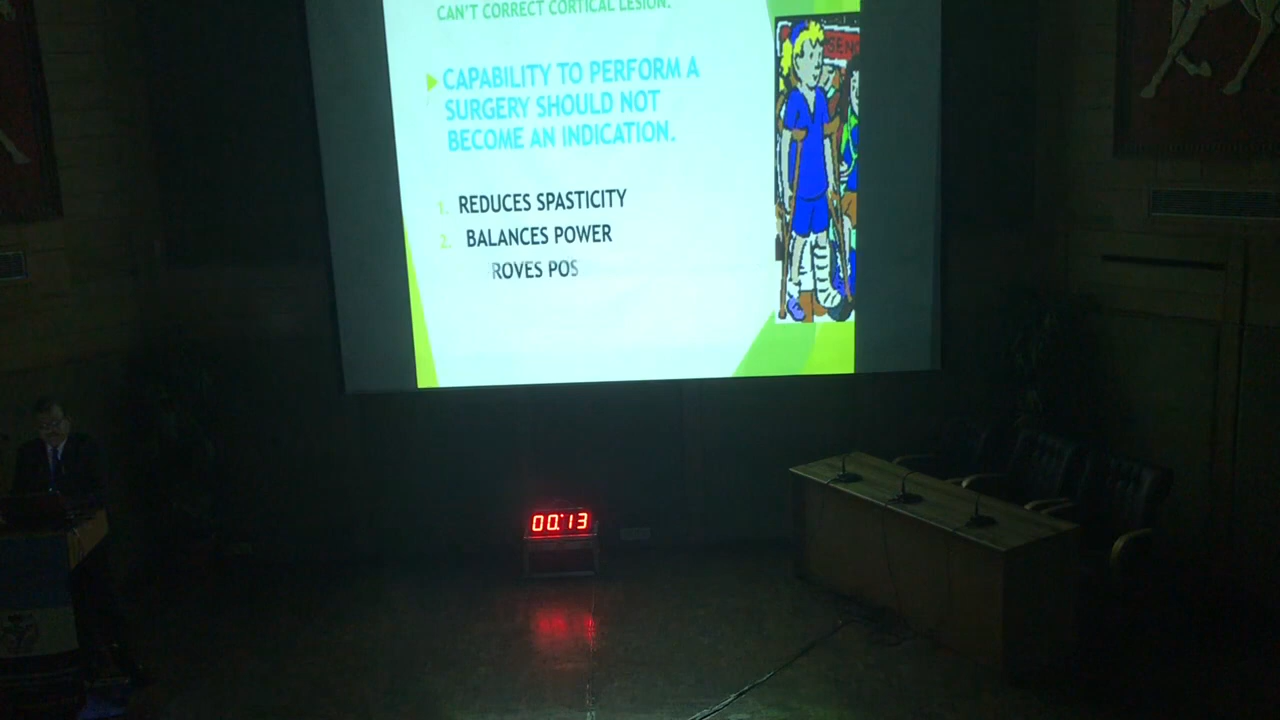 CAN'T CORRECT CORTICAL LESION.
CAPABILITY TO PERFORM A
SURGERY SHOULD NOT
BECOME AN INDICATION.
1. REDUCES SPASTICITY
2. BALANCES POWER
ROVES POS
00:13